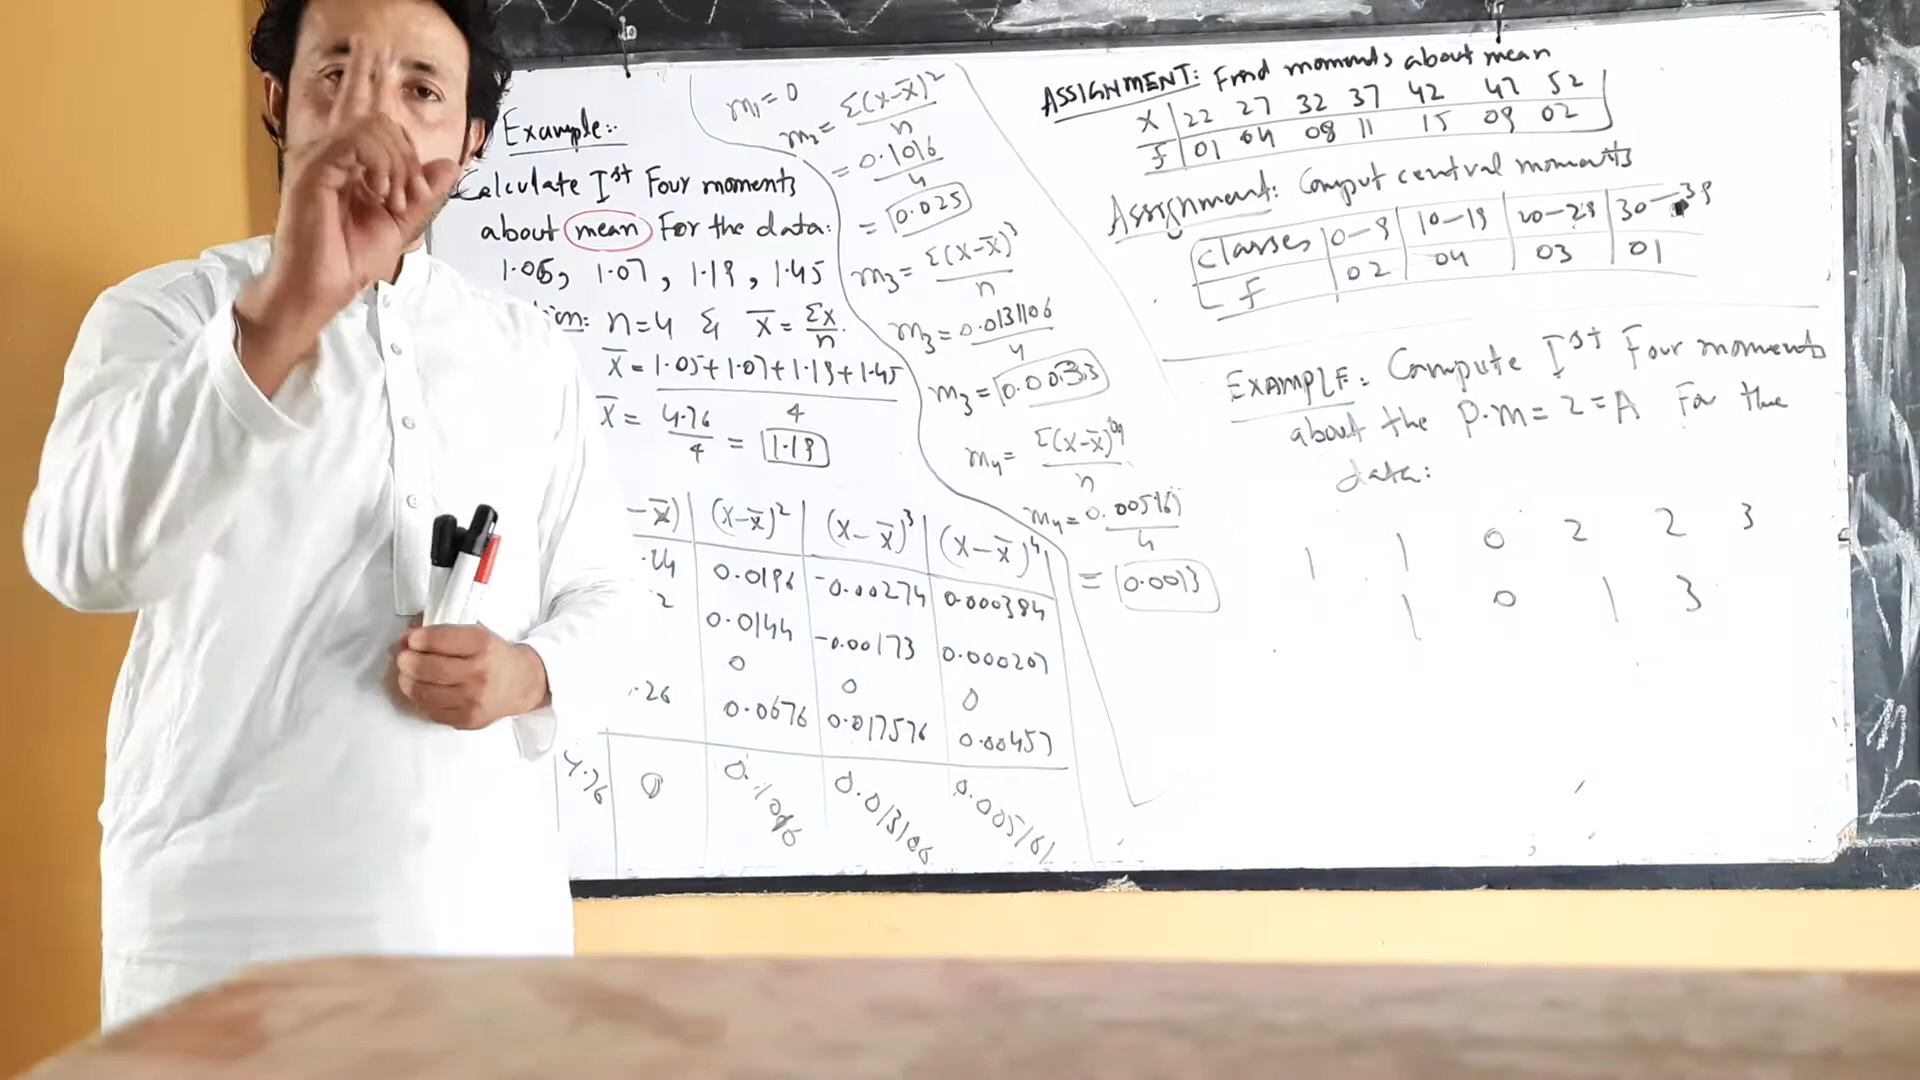 Example:-
Calculate Ist Four moments
about mean For the data:
1.05, 1.07, 1.19, 1.45
n=4 & x̄ = Σx/n.
x̄ = 1.05+1.07+1.19+1.45 / 4
x̄ = 4.76/4 = 1.19
-x̄) | (x-x̄)² | (x-x̄)³ | (x-x̄)⁴
0.0196 -0.00274 0.000384
2 0.0144 -0.00173 0.000207
0 0 0
.26 0.0676 0.017576 0.00457
4.76 0 0.013106 0.005161
m₁=0
m₂= Σ(x-x̄)²/n
= 0.1016/4
= 0.025
m₃= Σ(x-x̄)³/n
m₃= 0.0131106/4
m₃= 0.0033
m₄= Σ(x-x̄)⁴/n
m₄= 0.005161/4
= 0.0013
ASSIGNMENT: Find moments about mean
X | 22 27 32 37 42 47 52
f | 01 04 08 11 15 09 02
Assignment: Comput central moments
Classes | 0-9 | 10-19 | 20-29 | 30-39
F | 02 | 04 | 03 | 01
EXAMPLE: Compute Ist Four moments
about the P.M = 2 = A For the
data:
1 1 0 2 2 3
1 0 1 3